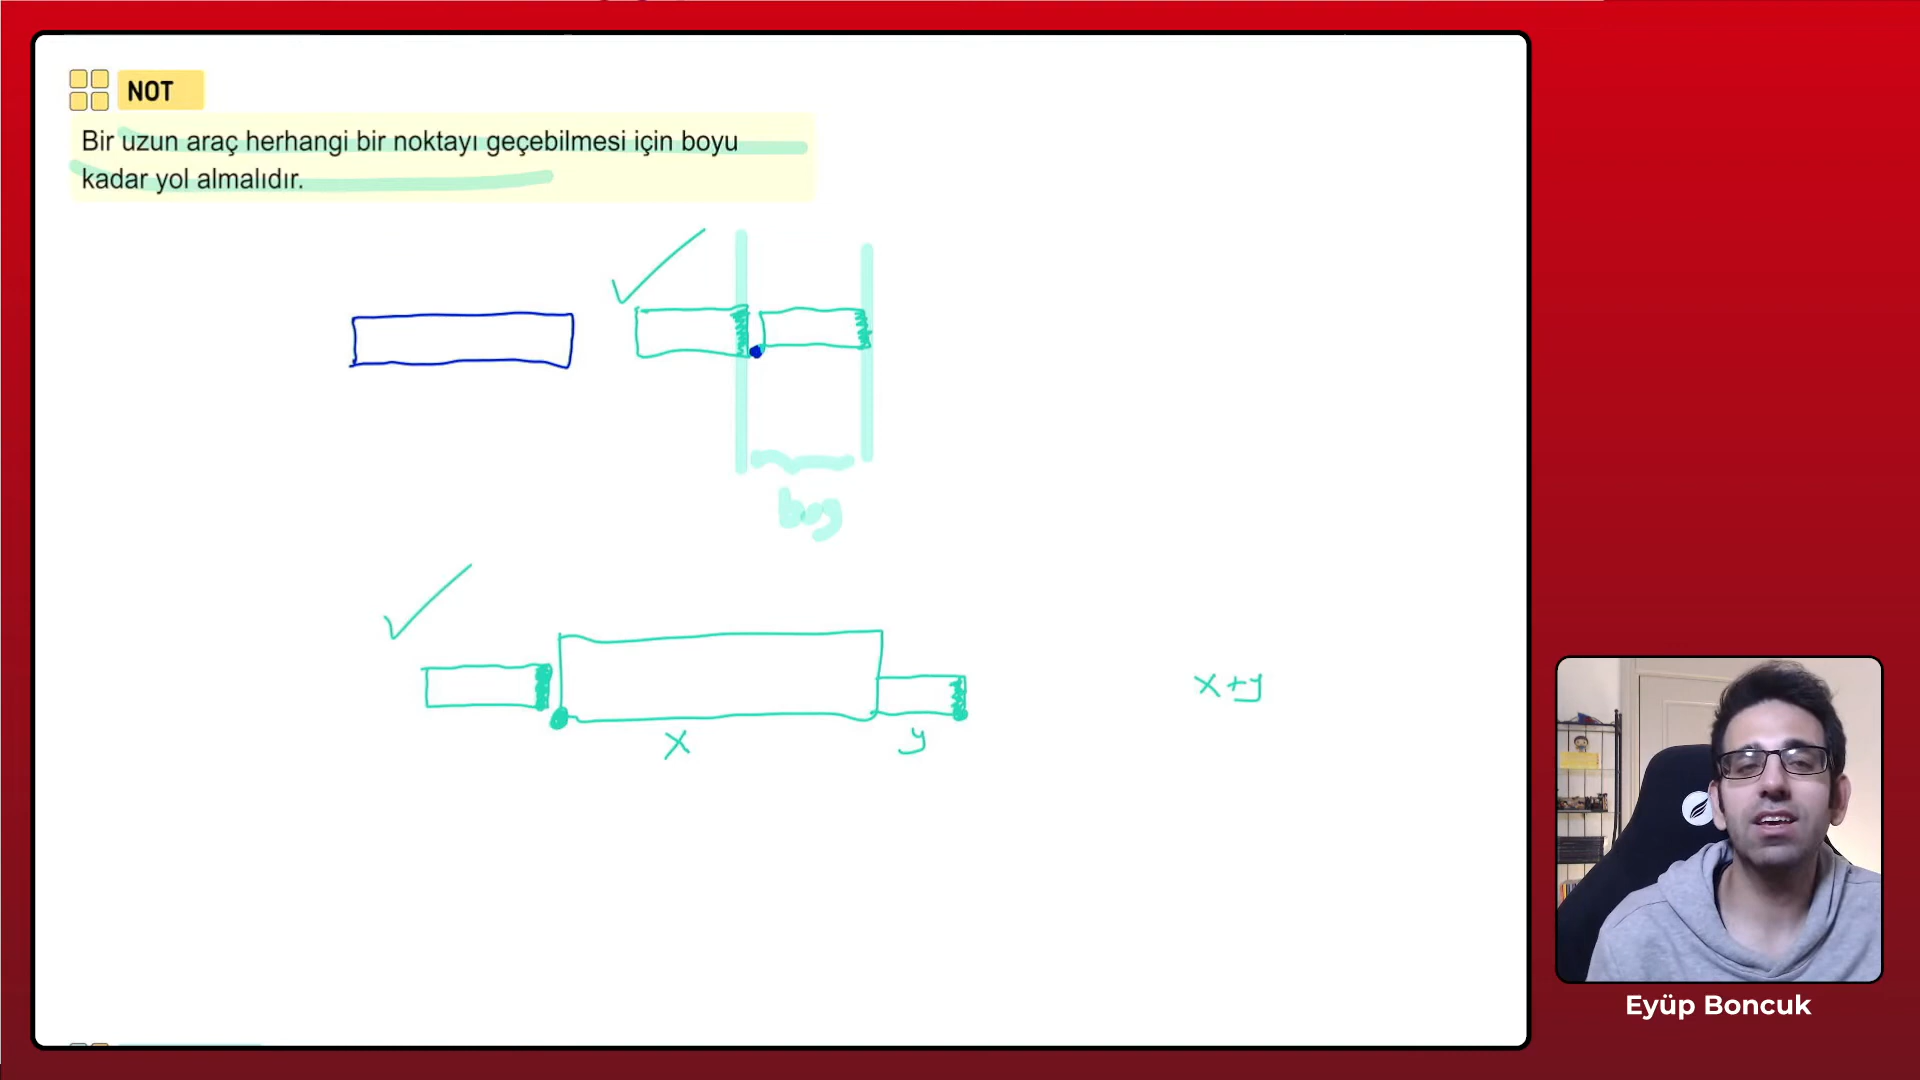 NOT
Bir uzun araç herhangi bir noktayı geçebilmesi için boyu
kadar yol almalıdır.
boy
x+y
x
y
Eyüp Boncuk